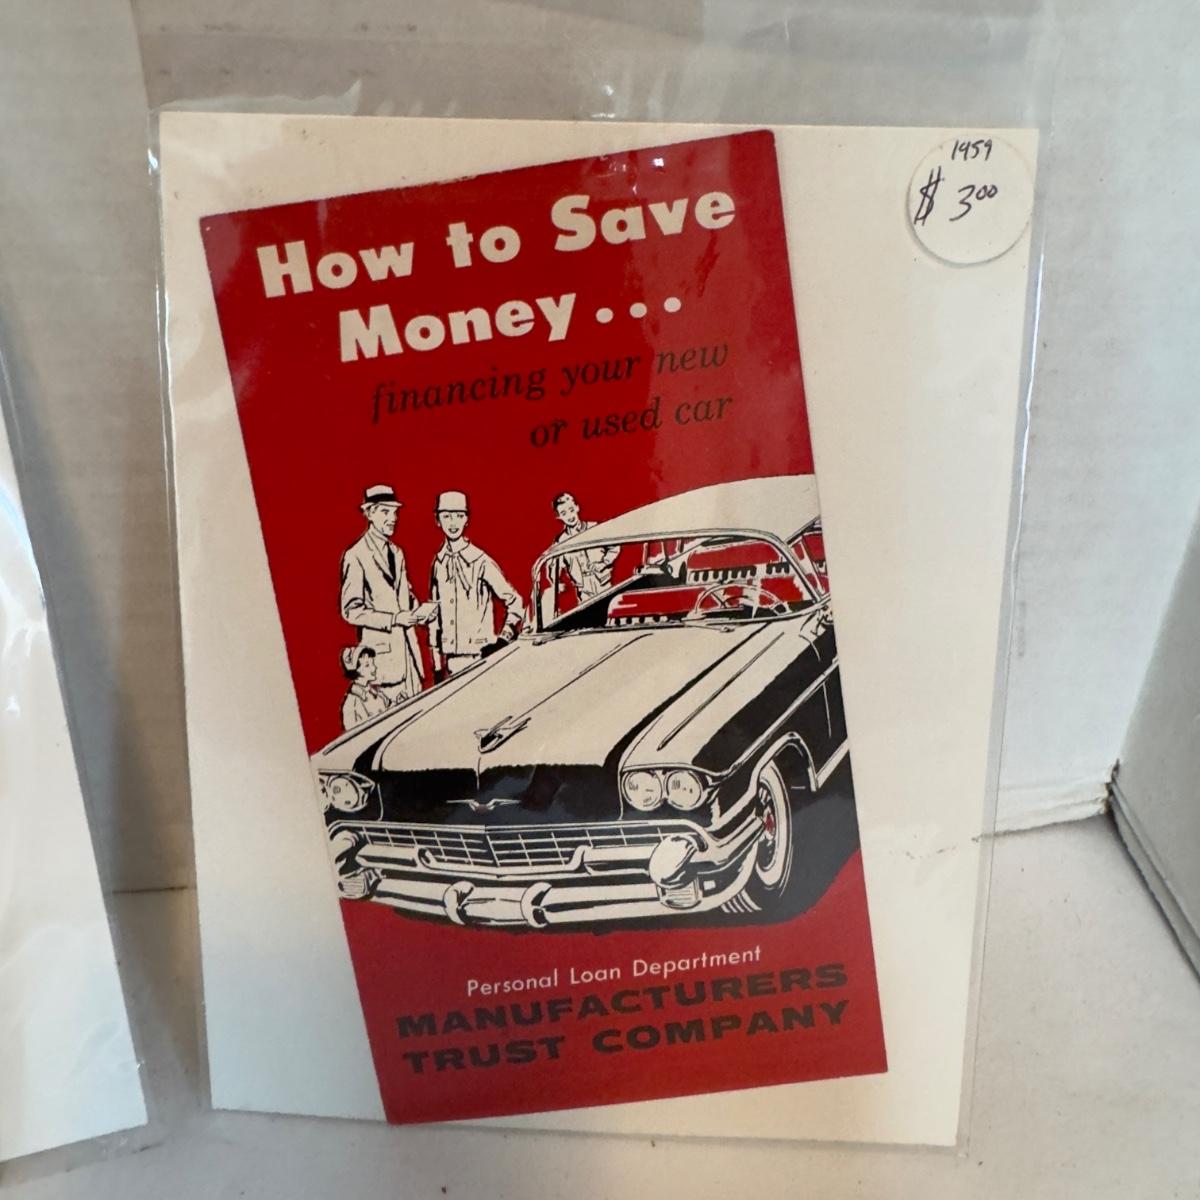 1959
$ 3.00
How to Save
Money...
financing your new
or used car
Personal Loan Department
MANUFACTURERS
TRUST COMPANY